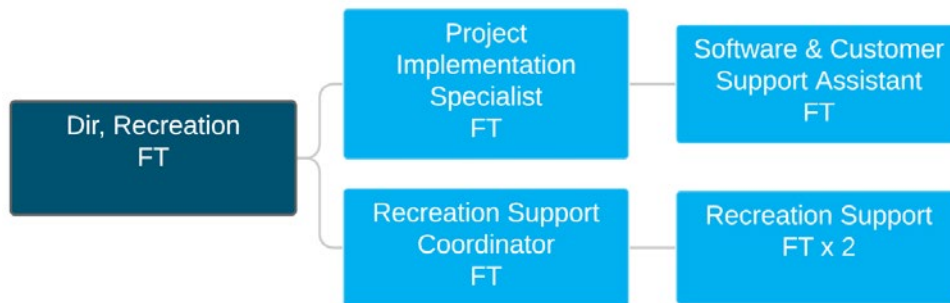 Dir, Recreation
FT
Project
Implementation
Specialist
FT
Software & Customer
Support Assistant
FT
Recreation Support
Coordinator
FT
Recreation Support
FT x 2